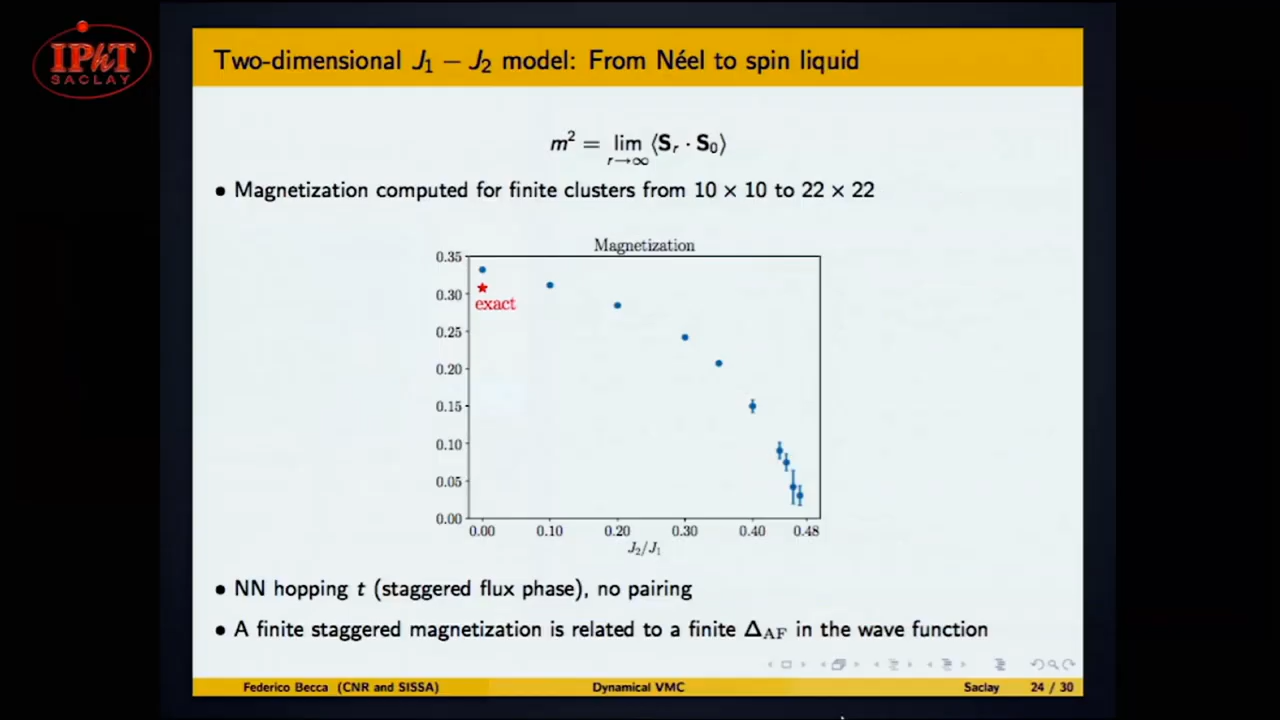 IPhT
SACLAY
Two-dimensional J₁ − J₂ model: From Néel to spin liquid
m² = lim r→∞ ⟨S_r · S_0⟩
• Magnetization computed for finite clusters from 10 × 10 to 22 × 22
Magnetization
0.35
0.30
0.25
0.20
0.15
0.10
0.05
0.00
exact
0.00 0.10 0.20 0.30 0.40 0.48
J₂/J₁
• NN hopping t (staggered flux phase), no pairing
• A finite staggered magnetization is related to a finite Δ_AF in the wave function
Federico Becca (CNR and SISSA) Dynamical VMC Saclay 24 / 30